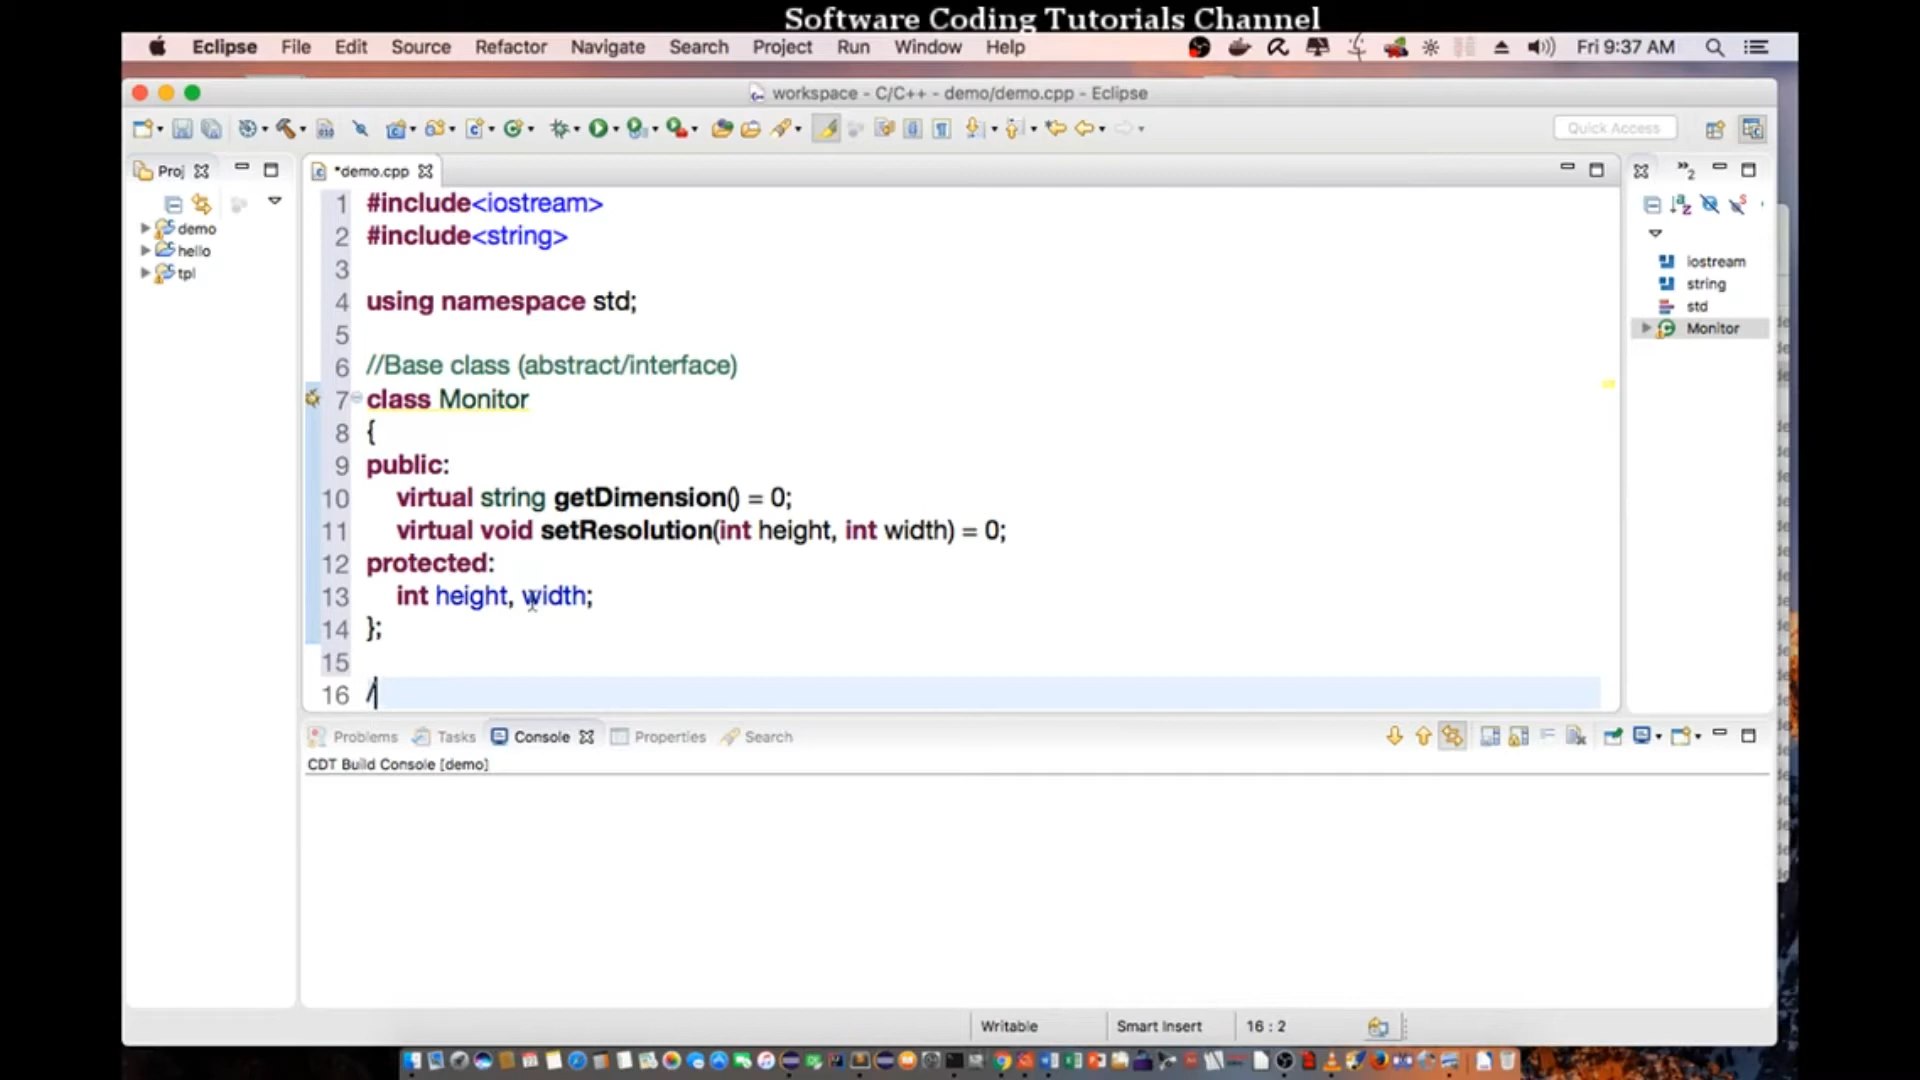 Software Coding Tutorials Channel
Eclipse File Edit Source Refactor Navigate Search Project Run Window Help Fri 9:37 AM
workspace - C/C++ - demo/demo.cpp - Eclipse
Quick Access
Proj
*demo.cpp
2
demo
hello
tpl
1 #include<iostream>
2 #include<string>
3
4 using namespace std;
5
6 //Base class (abstract/interface)
7 class Monitor
8 {
9 public:
10 virtual string getDimension() = 0;
11 virtual void setResolution(int height, int width) = 0;
12 protected:
13 int height, width;
14 };
15
16 /
iostream
string
std
Monitor
Problems Tasks Console Properties Search
CDT Build Console [demo]
Writable Smart Insert 16 : 2